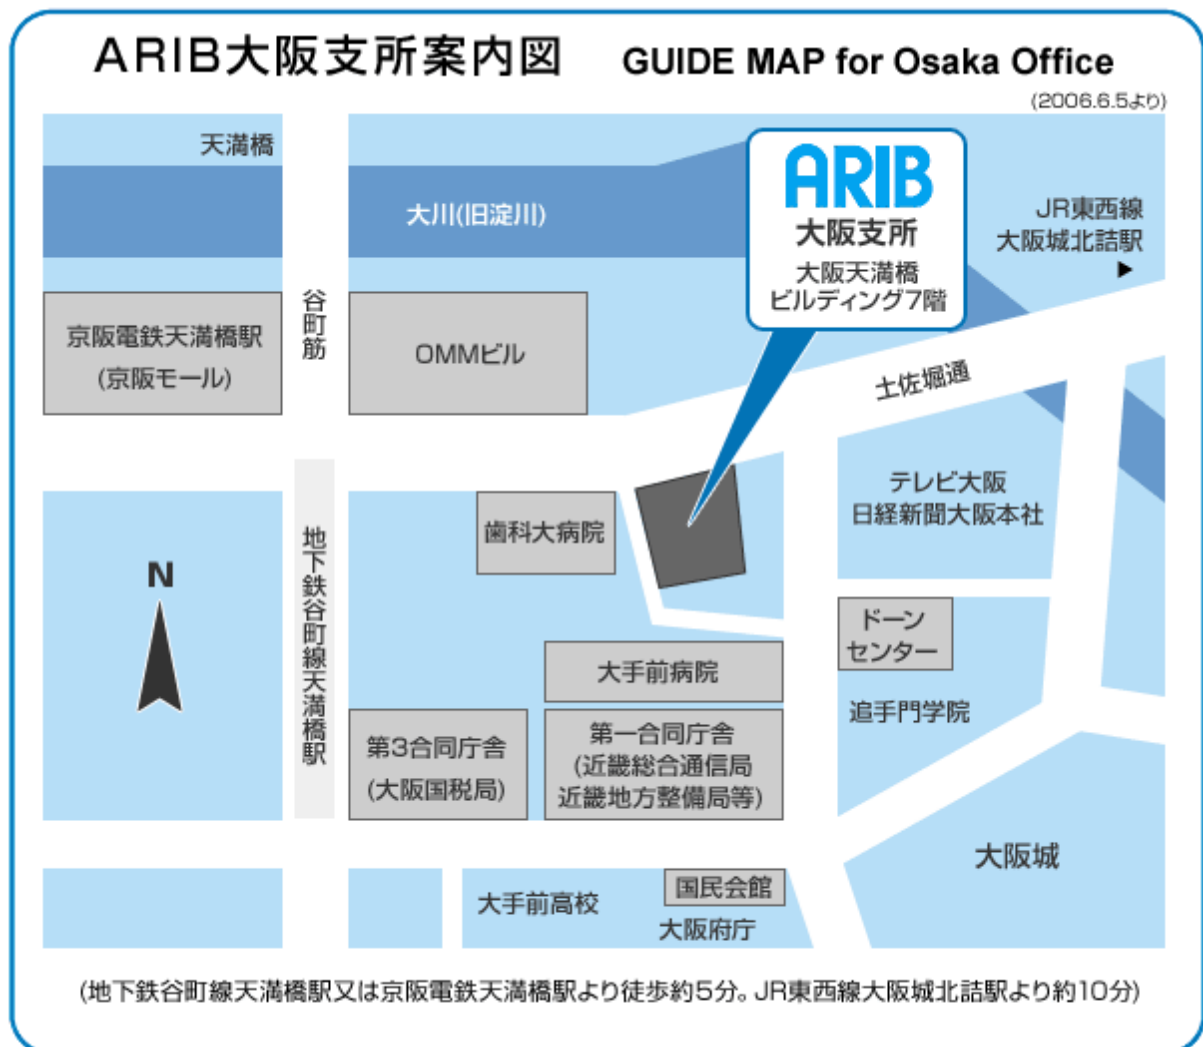 ARIB大阪支所案内図 GUIDE MAP for Osaka Office
(2006.6.5より)
天満橋
大川(旧淀川)
ARIB
大阪支所
大阪天満橋
ビルディング7階
JR東西線
大阪城北詰駅
谷町筋
京阪電鉄天満橋駅
(京阪モール)
OMMビル
土佐堀通
テレビ大阪
日経新聞大阪本社
歯科大病院
N
地下鉄谷町線天満橋駅
ドーン
センター
大手前病院
追手門学院
第3合同庁舎
(大阪国税局)
第一合同庁舎
(近畿総合通信局
近畿地方整備局等)
大阪城
国民会館
大手前高校
大阪府庁
(地下鉄谷町線天満橋駅又は京阪電鉄天満橋駅より徒歩約5分。JR東西線大阪城北詰駅より約10分)